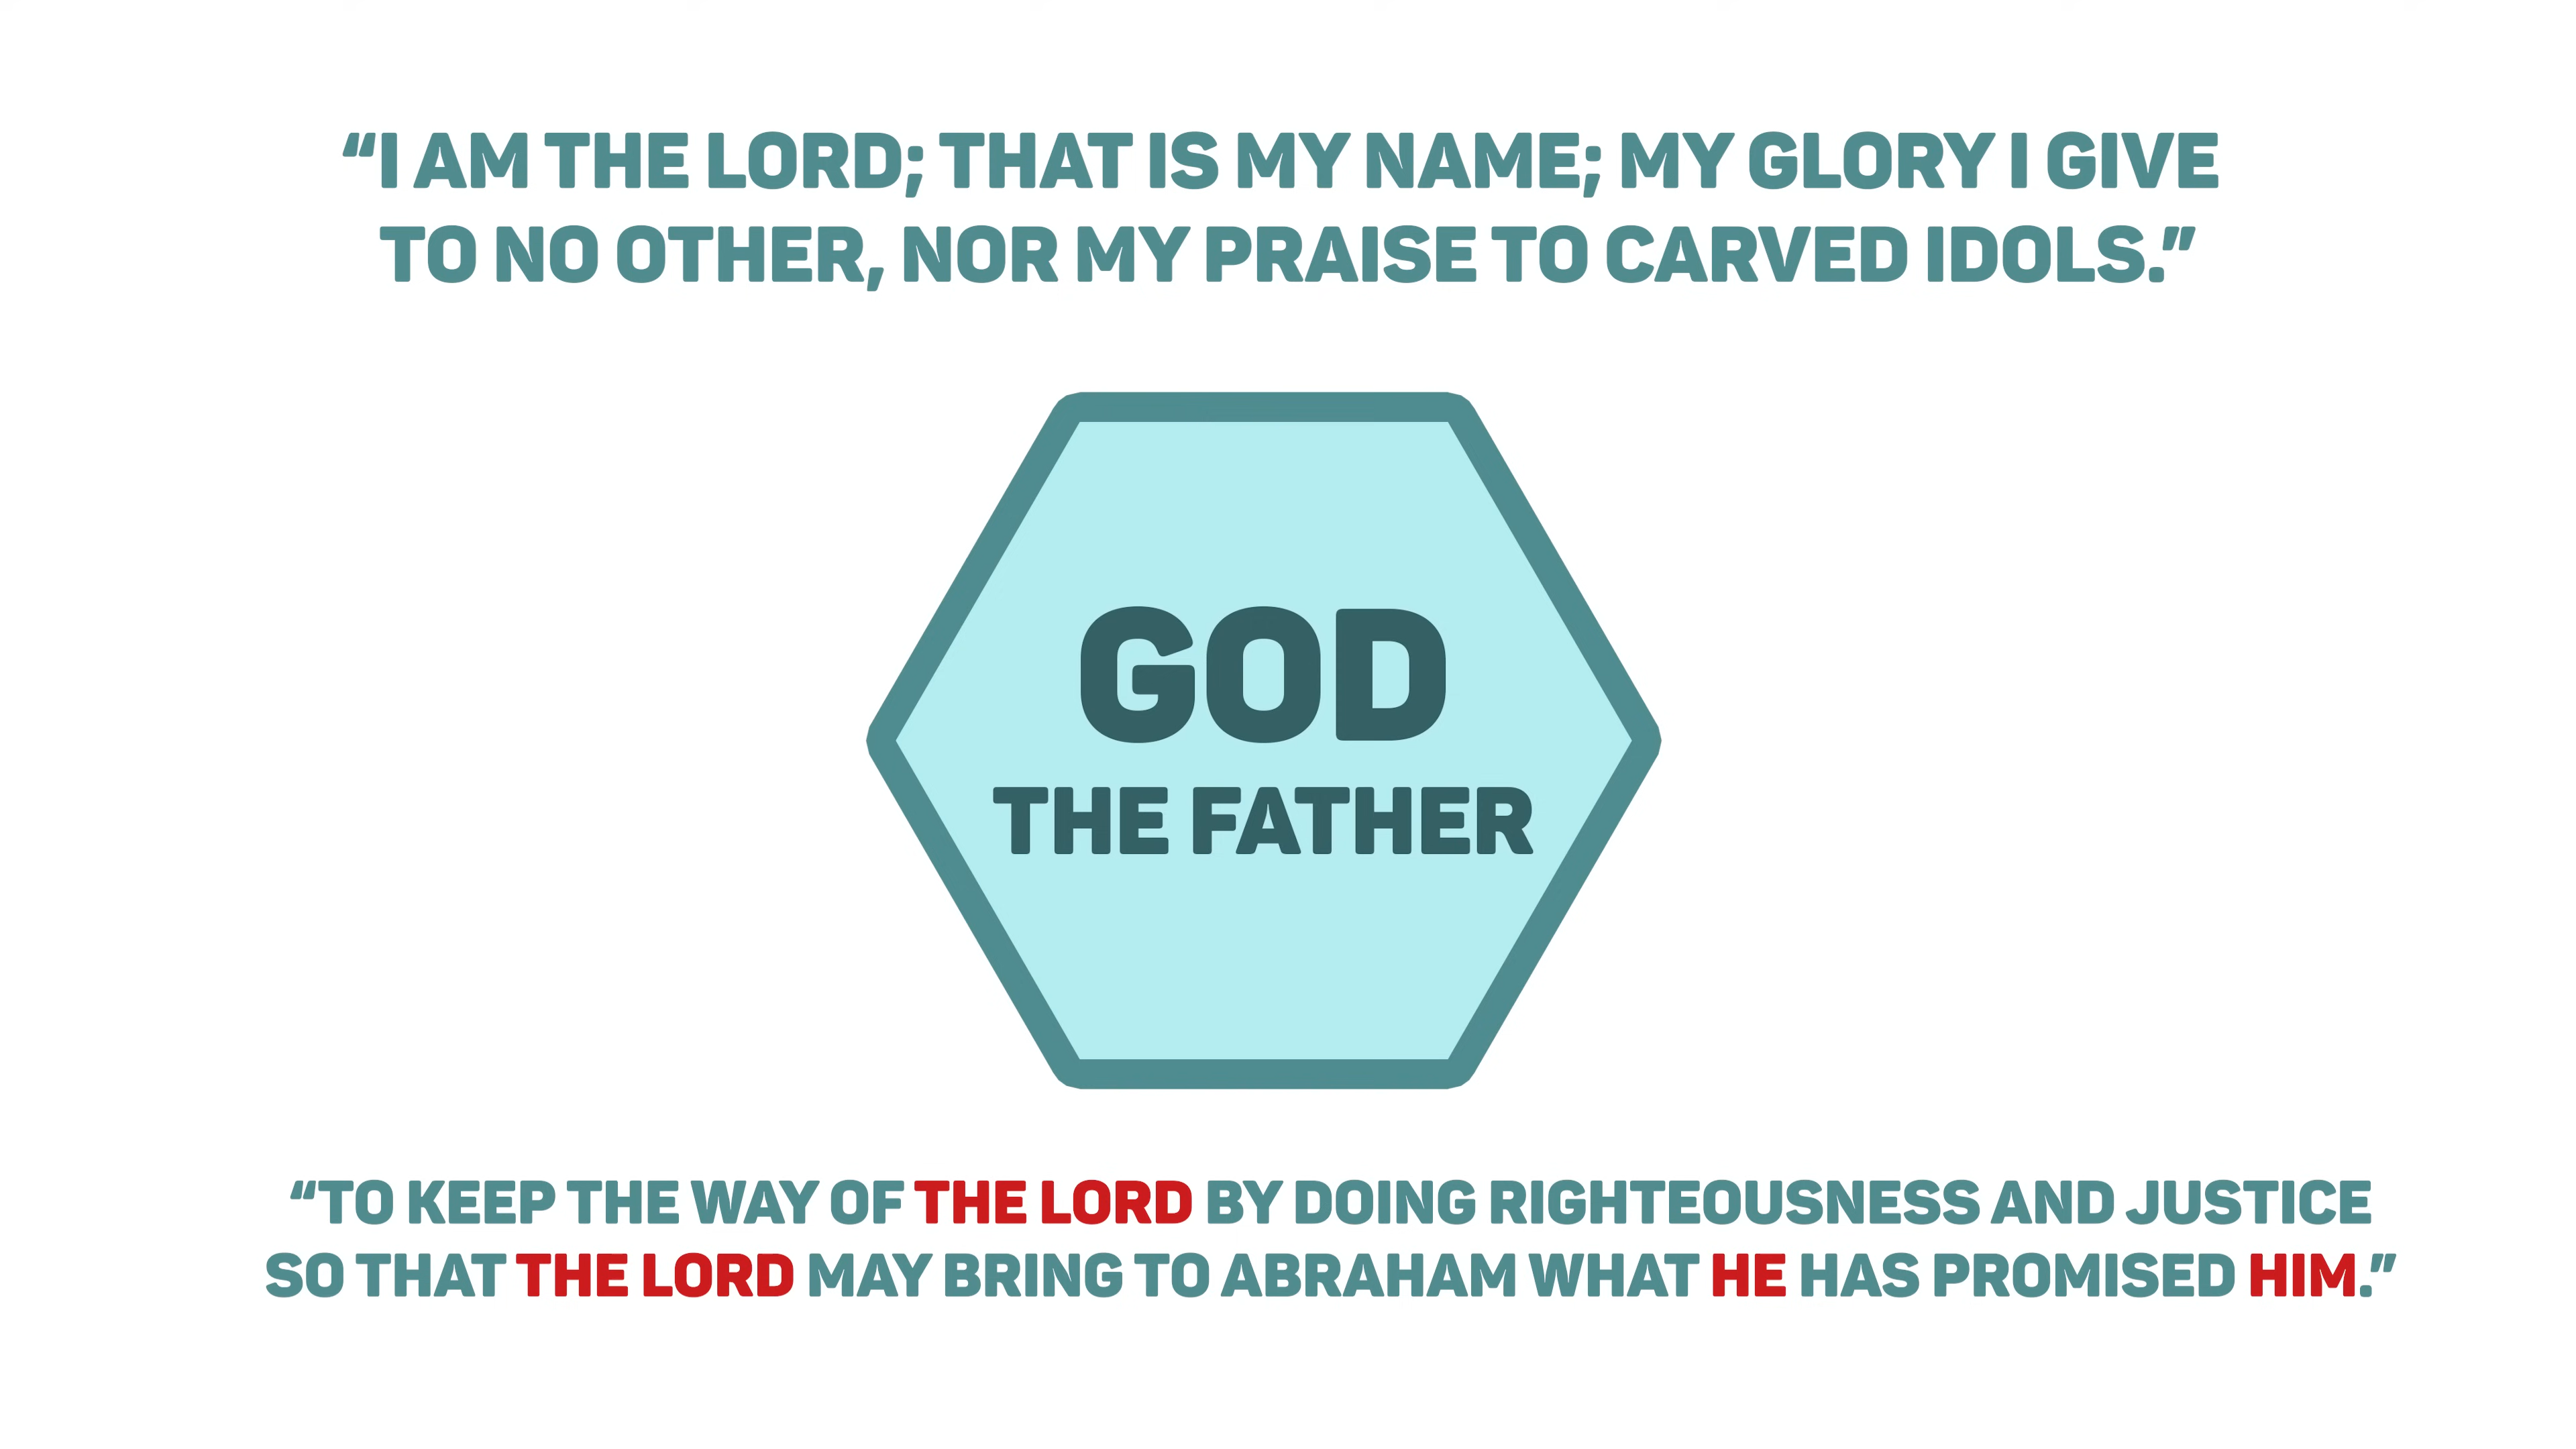 “I AM THE LORD; THAT IS MY NAME; MY GLORY I GIVE
TO NO OTHER, NOR MY PRAISE TO CARVED IDOLS.”
GOD
THE FATHER
“TO KEEP THE WAY OF THE LORD BY DOING RIGHTEOUSNESS AND JUSTICE
SO THAT THE LORD MAY BRING TO ABRAHAM WHAT HE HAS PROMISED HIM.”